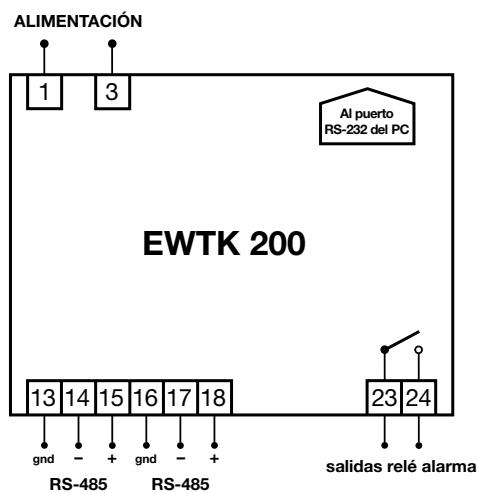 ALIMENTACIÓN
1 3
Al puerto
RS-232 del PC
EWTK 200
13 14 15 16 17 18
23 24
gnd − + gnd − +
RS-485 RS-485
salidas relé alarma